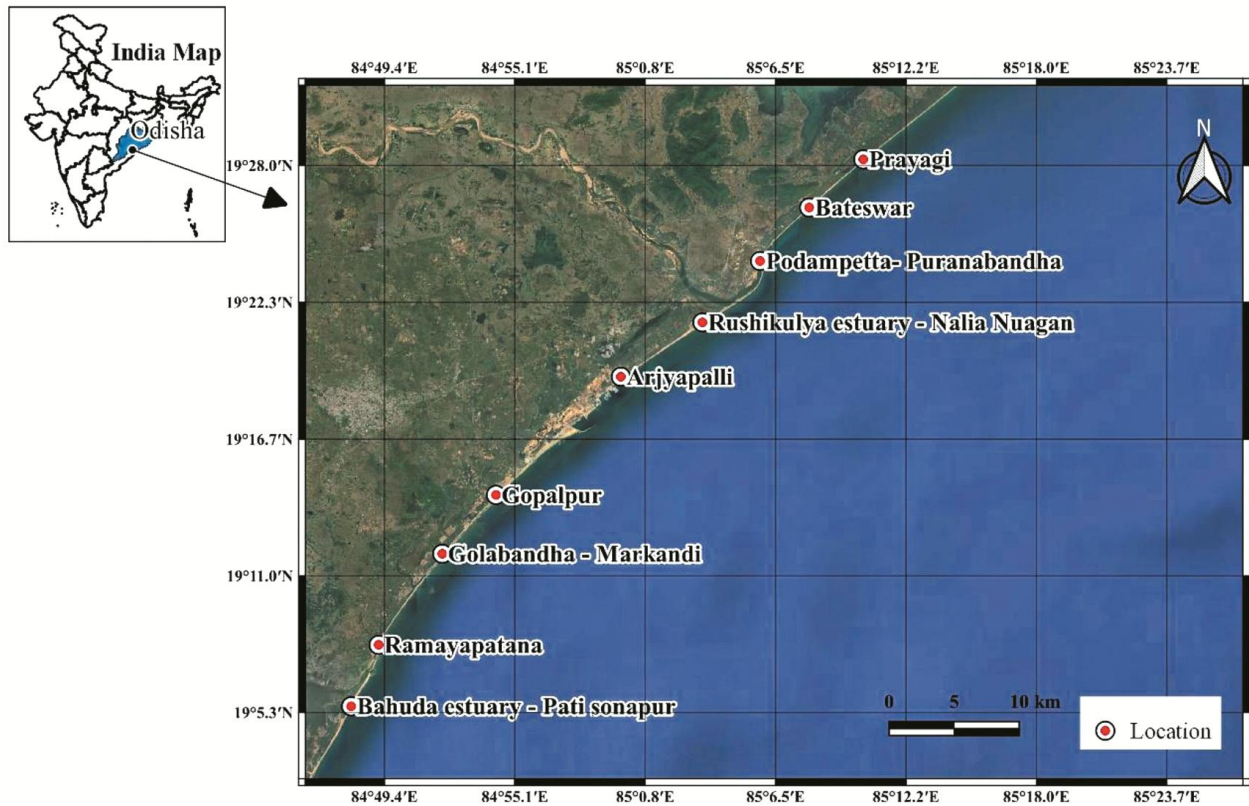 India Map
Odisha
84°49.4′E 84°55.1′E 85°0.8′E 85°6.5′E 85°12.2′E 85°18.0′E 85°23.7′E
N
19°28.0′N
Prayagi
Bateswar
Podampetta- Puranabandha
19°22.3′N
Rushikulya estuary - Nalia Nuagan
Arjyapalli
19°16.7′N
Gopalpur
Golabandha - Markandi
19°11.0′N
Ramayapatana
Bahuda estuary - Pati sonapur
19°5.3′N
0 5 10 km
Location
84°49.4′E 84°55.1′E 85°0.8′E 85°6.5′E 85°12.2′E 85°18.0′E 85°23.7′E